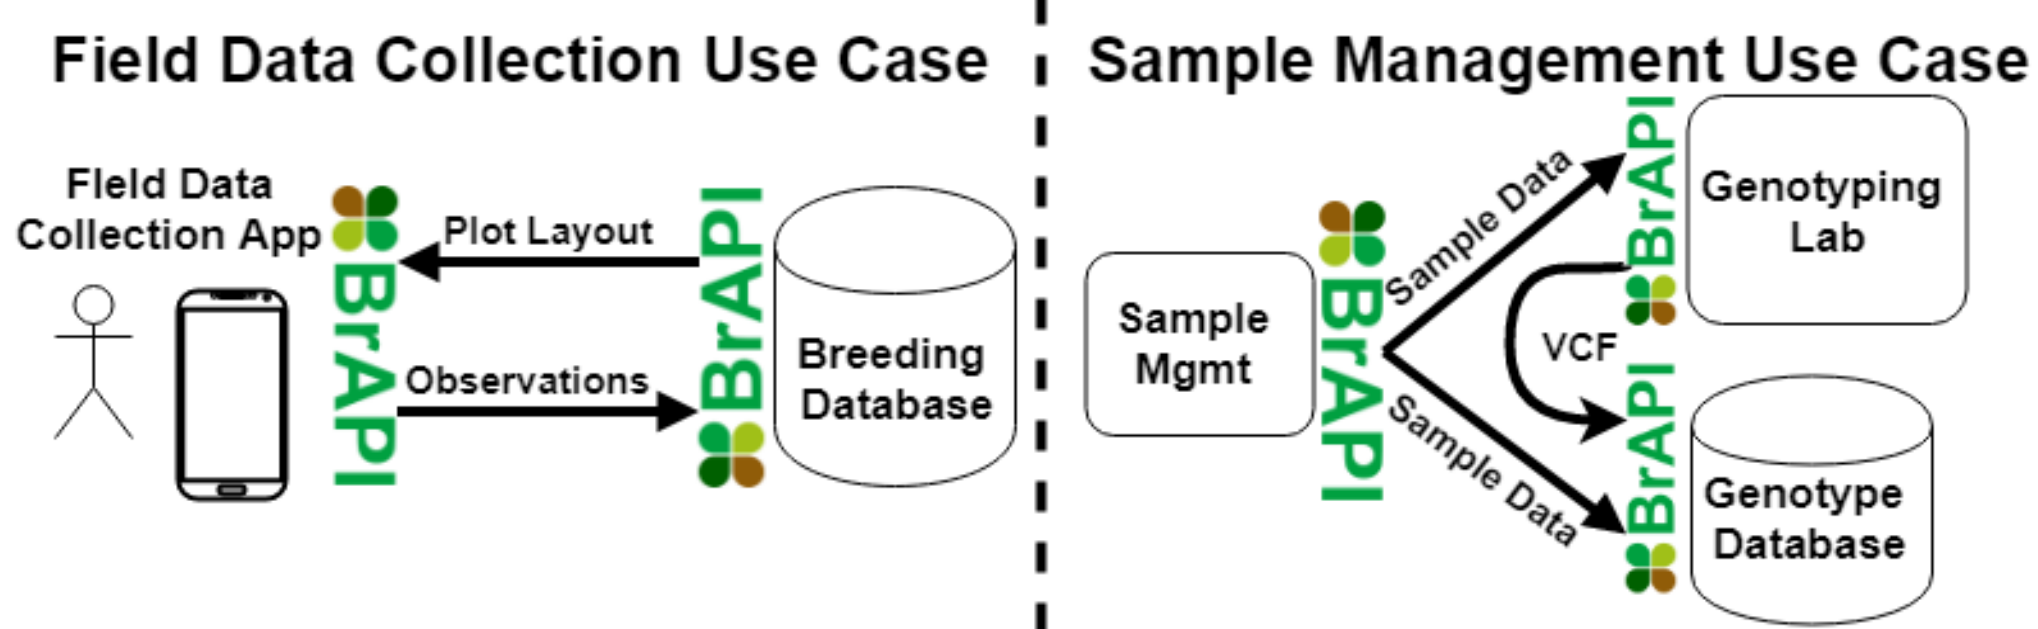 Field Data Collection Use Case
FIeld Data
Collection App
BrAPI
Plot Layout
Observations
BrAPI
Breeding
Database
Sample Management Use Case
Sample
Mgmt
BrAPI
Sample Data
Sample Data
VCF
BrAPI
Genotyping
Lab
BrAPI
Genotype
Database